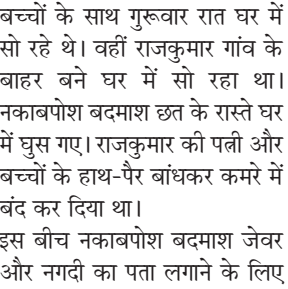 बच्चों के साथ गुरूवार रात घर में
सो रहे थे। वहीं राजकुमार गांव के
बाहर बने घर में सो रहा था।
नकाबपोश बदमाश छत के रास्ते घर
में घुस गए। राजकुमार की पत्नी और
बच्चों के हाथ-पैर बांधकर कमरे में
बंद कर दिया था।
इस बीच नकाबपोश बदमाश जेवर
और नगदी का पता लगाने के लिए